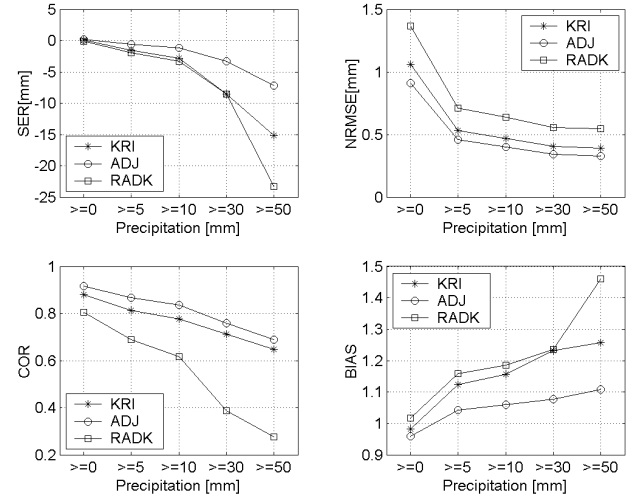 5
0
-5
-10
-15
-20
-25
SER[mm]
KRI
ADJ
RADK
>=0 >=5 >=10 >=30 >=50
Precipitation [mm]
1.5
1
0.5
0
NRMSE[mm]
KRI
ADJ
RADK
>=0 >=5 >=10 >=30 >=50
Precipitation [mm]
1
0.8
0.6
0.4
0.2
COR
KRI
ADJ
RADK
>=0 >=5 >=10 >=30 >=50
Precipitation [mm]
1.5
1.4
1.3
1.2
1.1
1
0.9
BIAS
KRI
ADJ
RADK
>=0 >=5 >=10 >=30 >=50
Precipitation [mm]